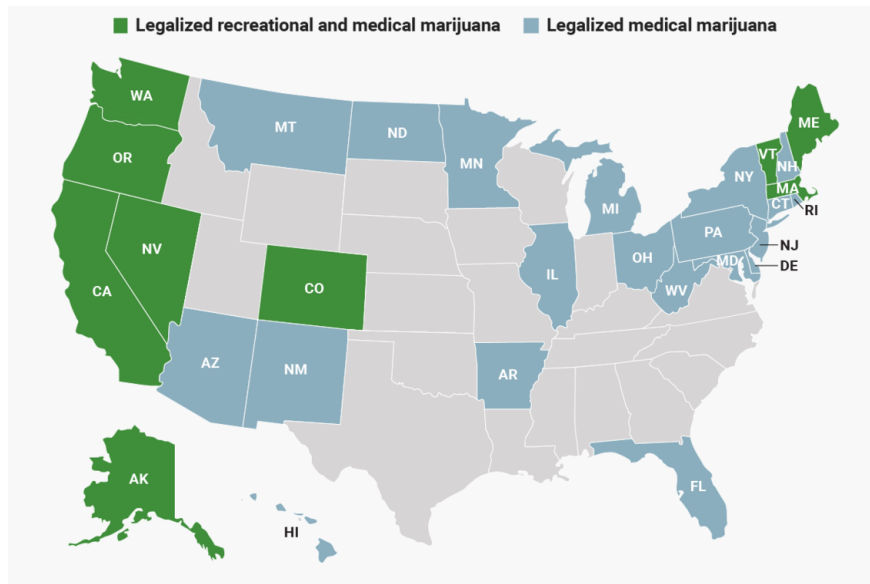 Legalized recreational and medical marijuana
Legalized medical marijuana
WA
MT
ND
MN
OR
ME
VT
NH
NY
MA
CT
RI
MI
PA
NJ
NV
OH
MD
DE
CA
CO
IL
WV
AZ
NM
AR
AK
FL
HI